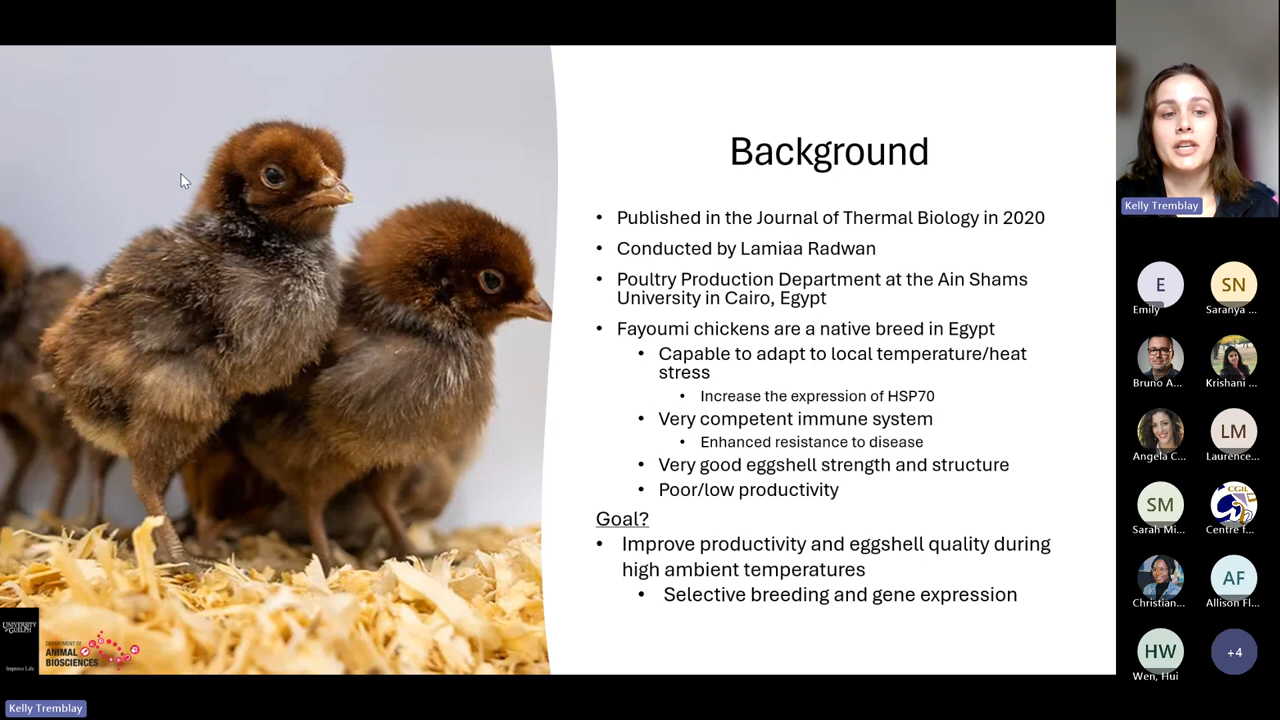 Background
• Published in the Journal of Thermal Biology in 2020
• Conducted by Lamiaa Radwan
• Poultry Production Department at the Ain Shams
University in Cairo, Egypt
• Fayoumi chickens are a native breed in Egypt
• Capable to adapt to local temperature/heat
stress
• Increase the expression of HSP70
• Very competent immune system
• Enhanced resistance to disease
• Very good eggshell strength and structure
• Poor/low productivity
Goal?
• Improve productivity and eggshell quality during
high ambient temperatures
• Selective breeding and gene expression
UNIVERSITY
of GUELPH
Improve Life
DEPARTMENT OF
ANIMAL
BIOSCIENCES
Kelly Tremblay
Kelly Tremblay
E
Emily
SN
Saranya ...
Bruno A...
Krishani ...
Angela C...
LM
Laurence...
SM
Sarah Mi...
CGIL
Centre f...
Christian...
AF
Allison Fl...
HW
Wen, Hui
+4